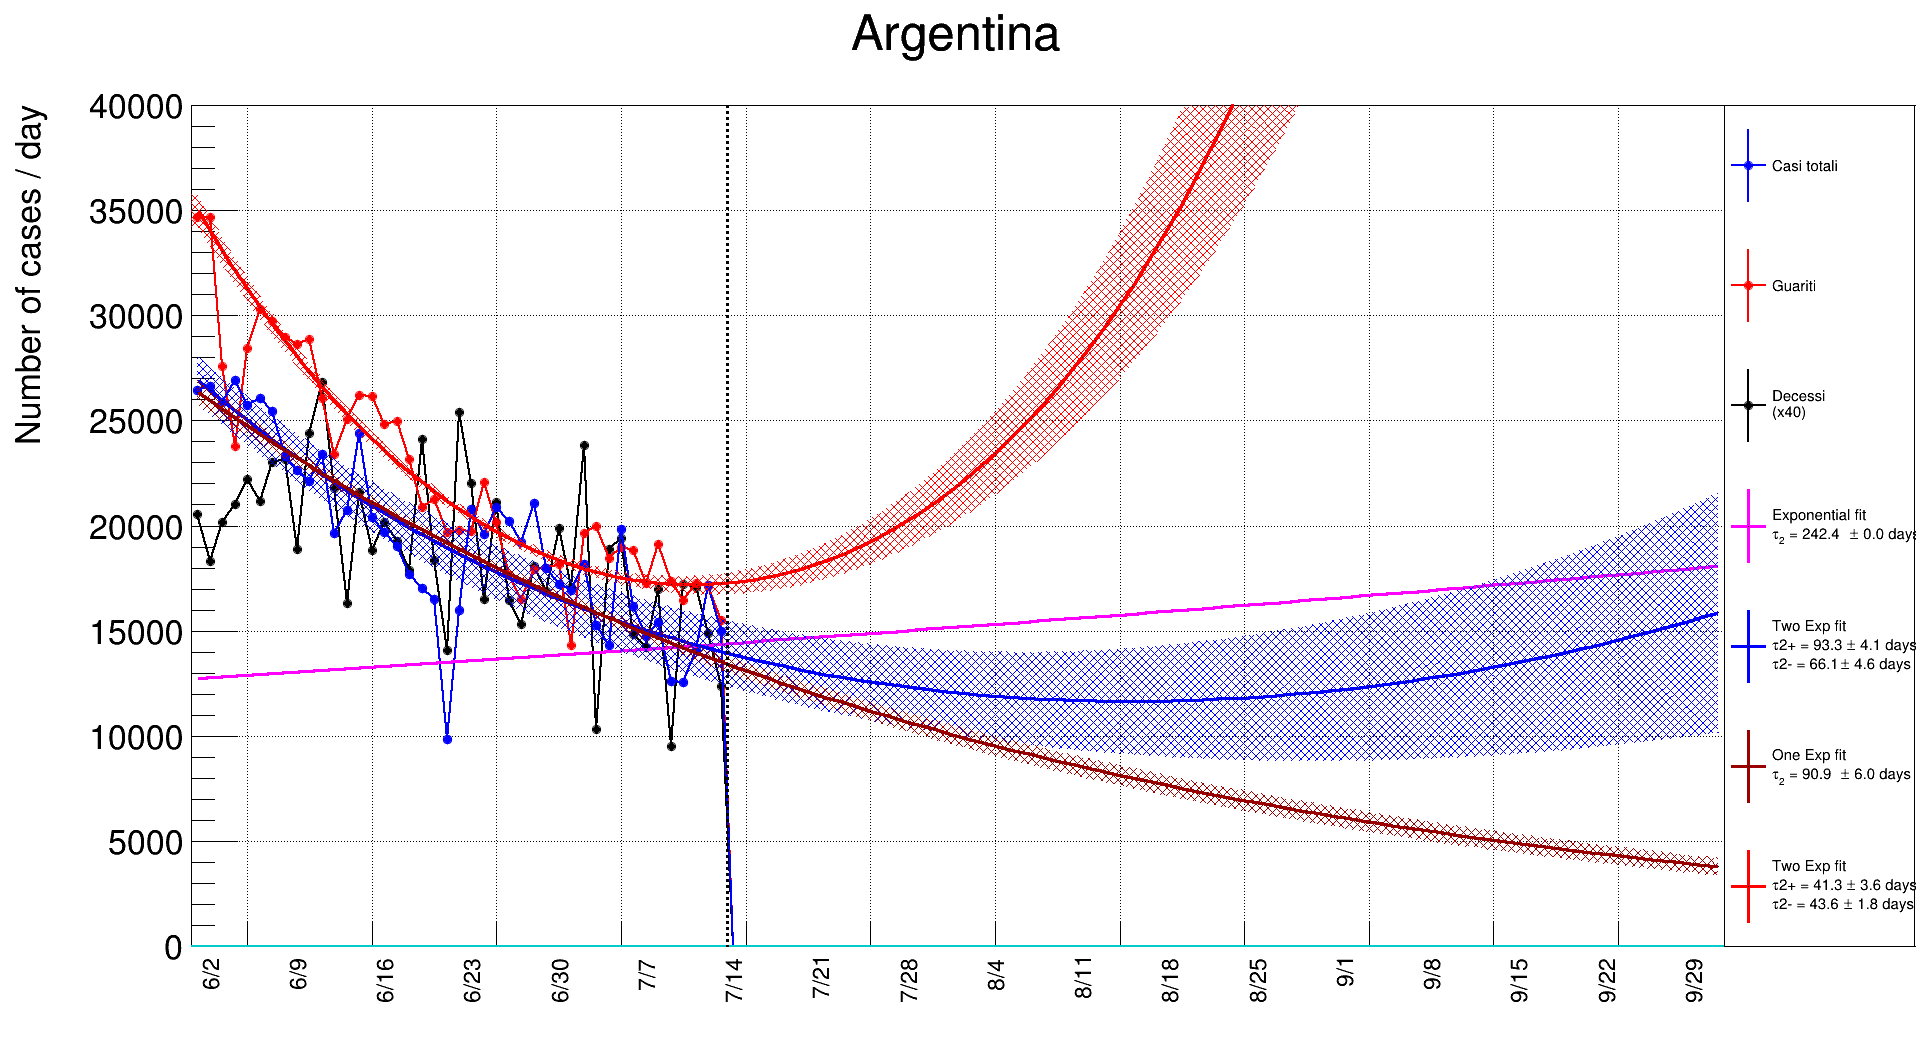 Argentina
Number of cases / day
40000
35000
30000
25000
20000
15000
10000
5000
0
6/2
6/9
6/16
6/23
6/30
7/7
7/14
7/21
7/28
8/4
8/11
8/18
8/25
9/1
9/8
9/15
9/22
9/29
Casi totali
Guariti
Decessi
(x40)
Exponential fit
τ2 = 242.4 ± 0.0 days
Two Exp fit
τ2+ = 93.3 ± 4.1 days
τ2- = 66.1 ± 4.6 days
One Exp fit
τ2 = 90.9 ± 6.0 days
Two Exp fit
τ2+ = 41.3 ± 3.6 days
τ2- = 43.6 ± 1.8 days